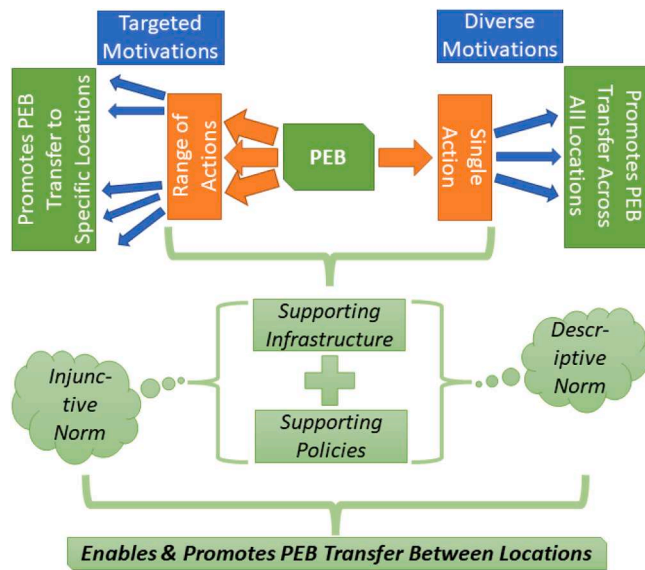 Targeted
Motivations
Diverse
Motivations
Promotes PEB
Transfer to
Specific Locations
Range of
Actions
PEB
Single
Action
Promotes PEB
Transfer Across
All Locations
Supporting
Infrastructure
Supporting
Policies
Injunc-
tive
Norm
Descr-
iptive
Norm
Enables & Promotes PEB Transfer Between Locations